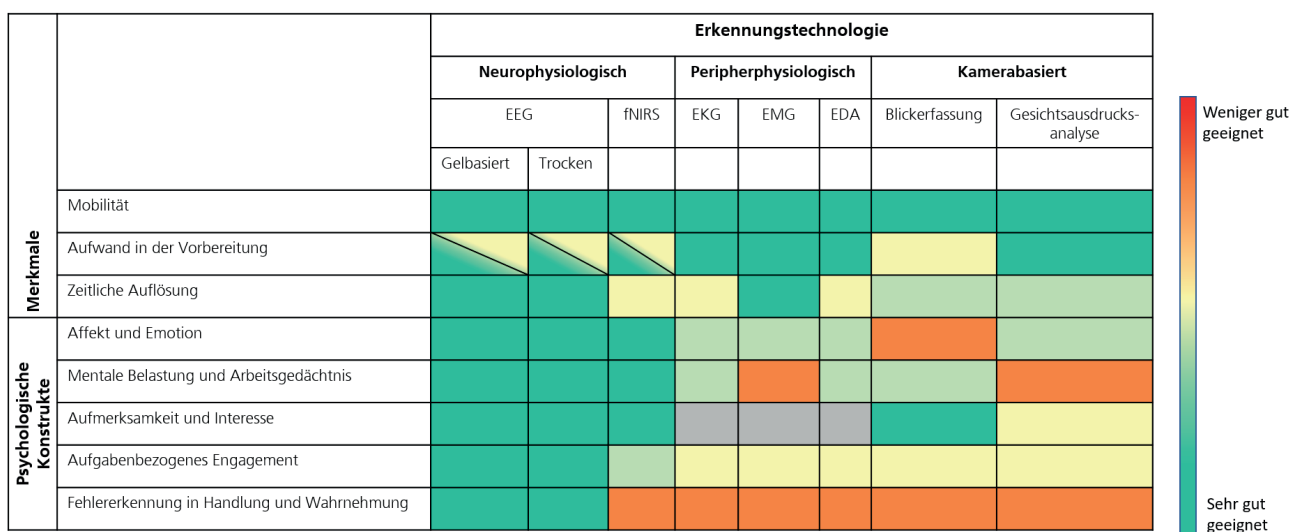 Erkennungstechnologie
Neurophysiologisch Peripherphysiologisch Kamerabasiert
EEG fNIRS EKG EMG EDA Blickerfassung Gesichtsausdrucks-
analyse
Gelbasiert Trocken
Merkmale
Mobilität
Aufwand in der Vorbereitung
Zeitliche Auflösung
Psychologische
Konstrukte
Affekt und Emotion
Mentale Belastung und Arbeitsgedächtnis
Aufmerksamkeit und Interesse
Aufgabenbezogenes Engagement
Fehlererkennung in Handlung und Wahrnehmung
Weniger gut
geeignet
Sehr gut
geeignet